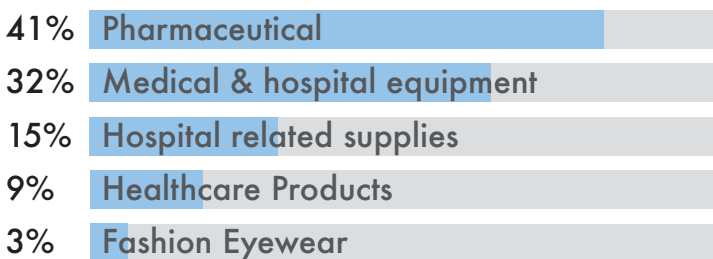 41% Pharmaceutical
32% Medical & hospital equipment
15% Hospital related supplies
9% Healthcare Products
3% Fashion Eyewear